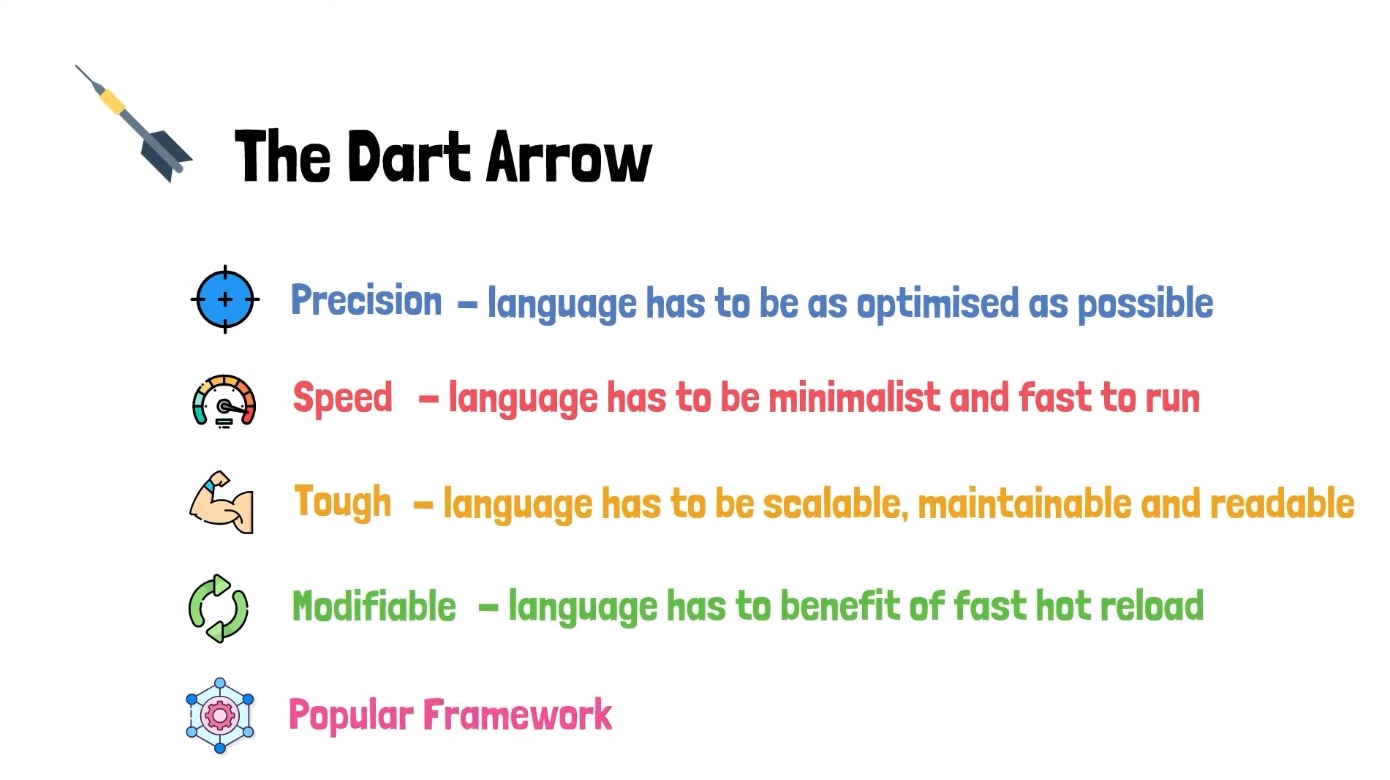 The Dart Arrow
Precision – language has to be as optimised as possible
Speed – language has to be minimalist and fast to run
Tough – language has to be scalable, maintainable and readable
Modifiable – language has to benefit of fast hot reload
Popular Framework